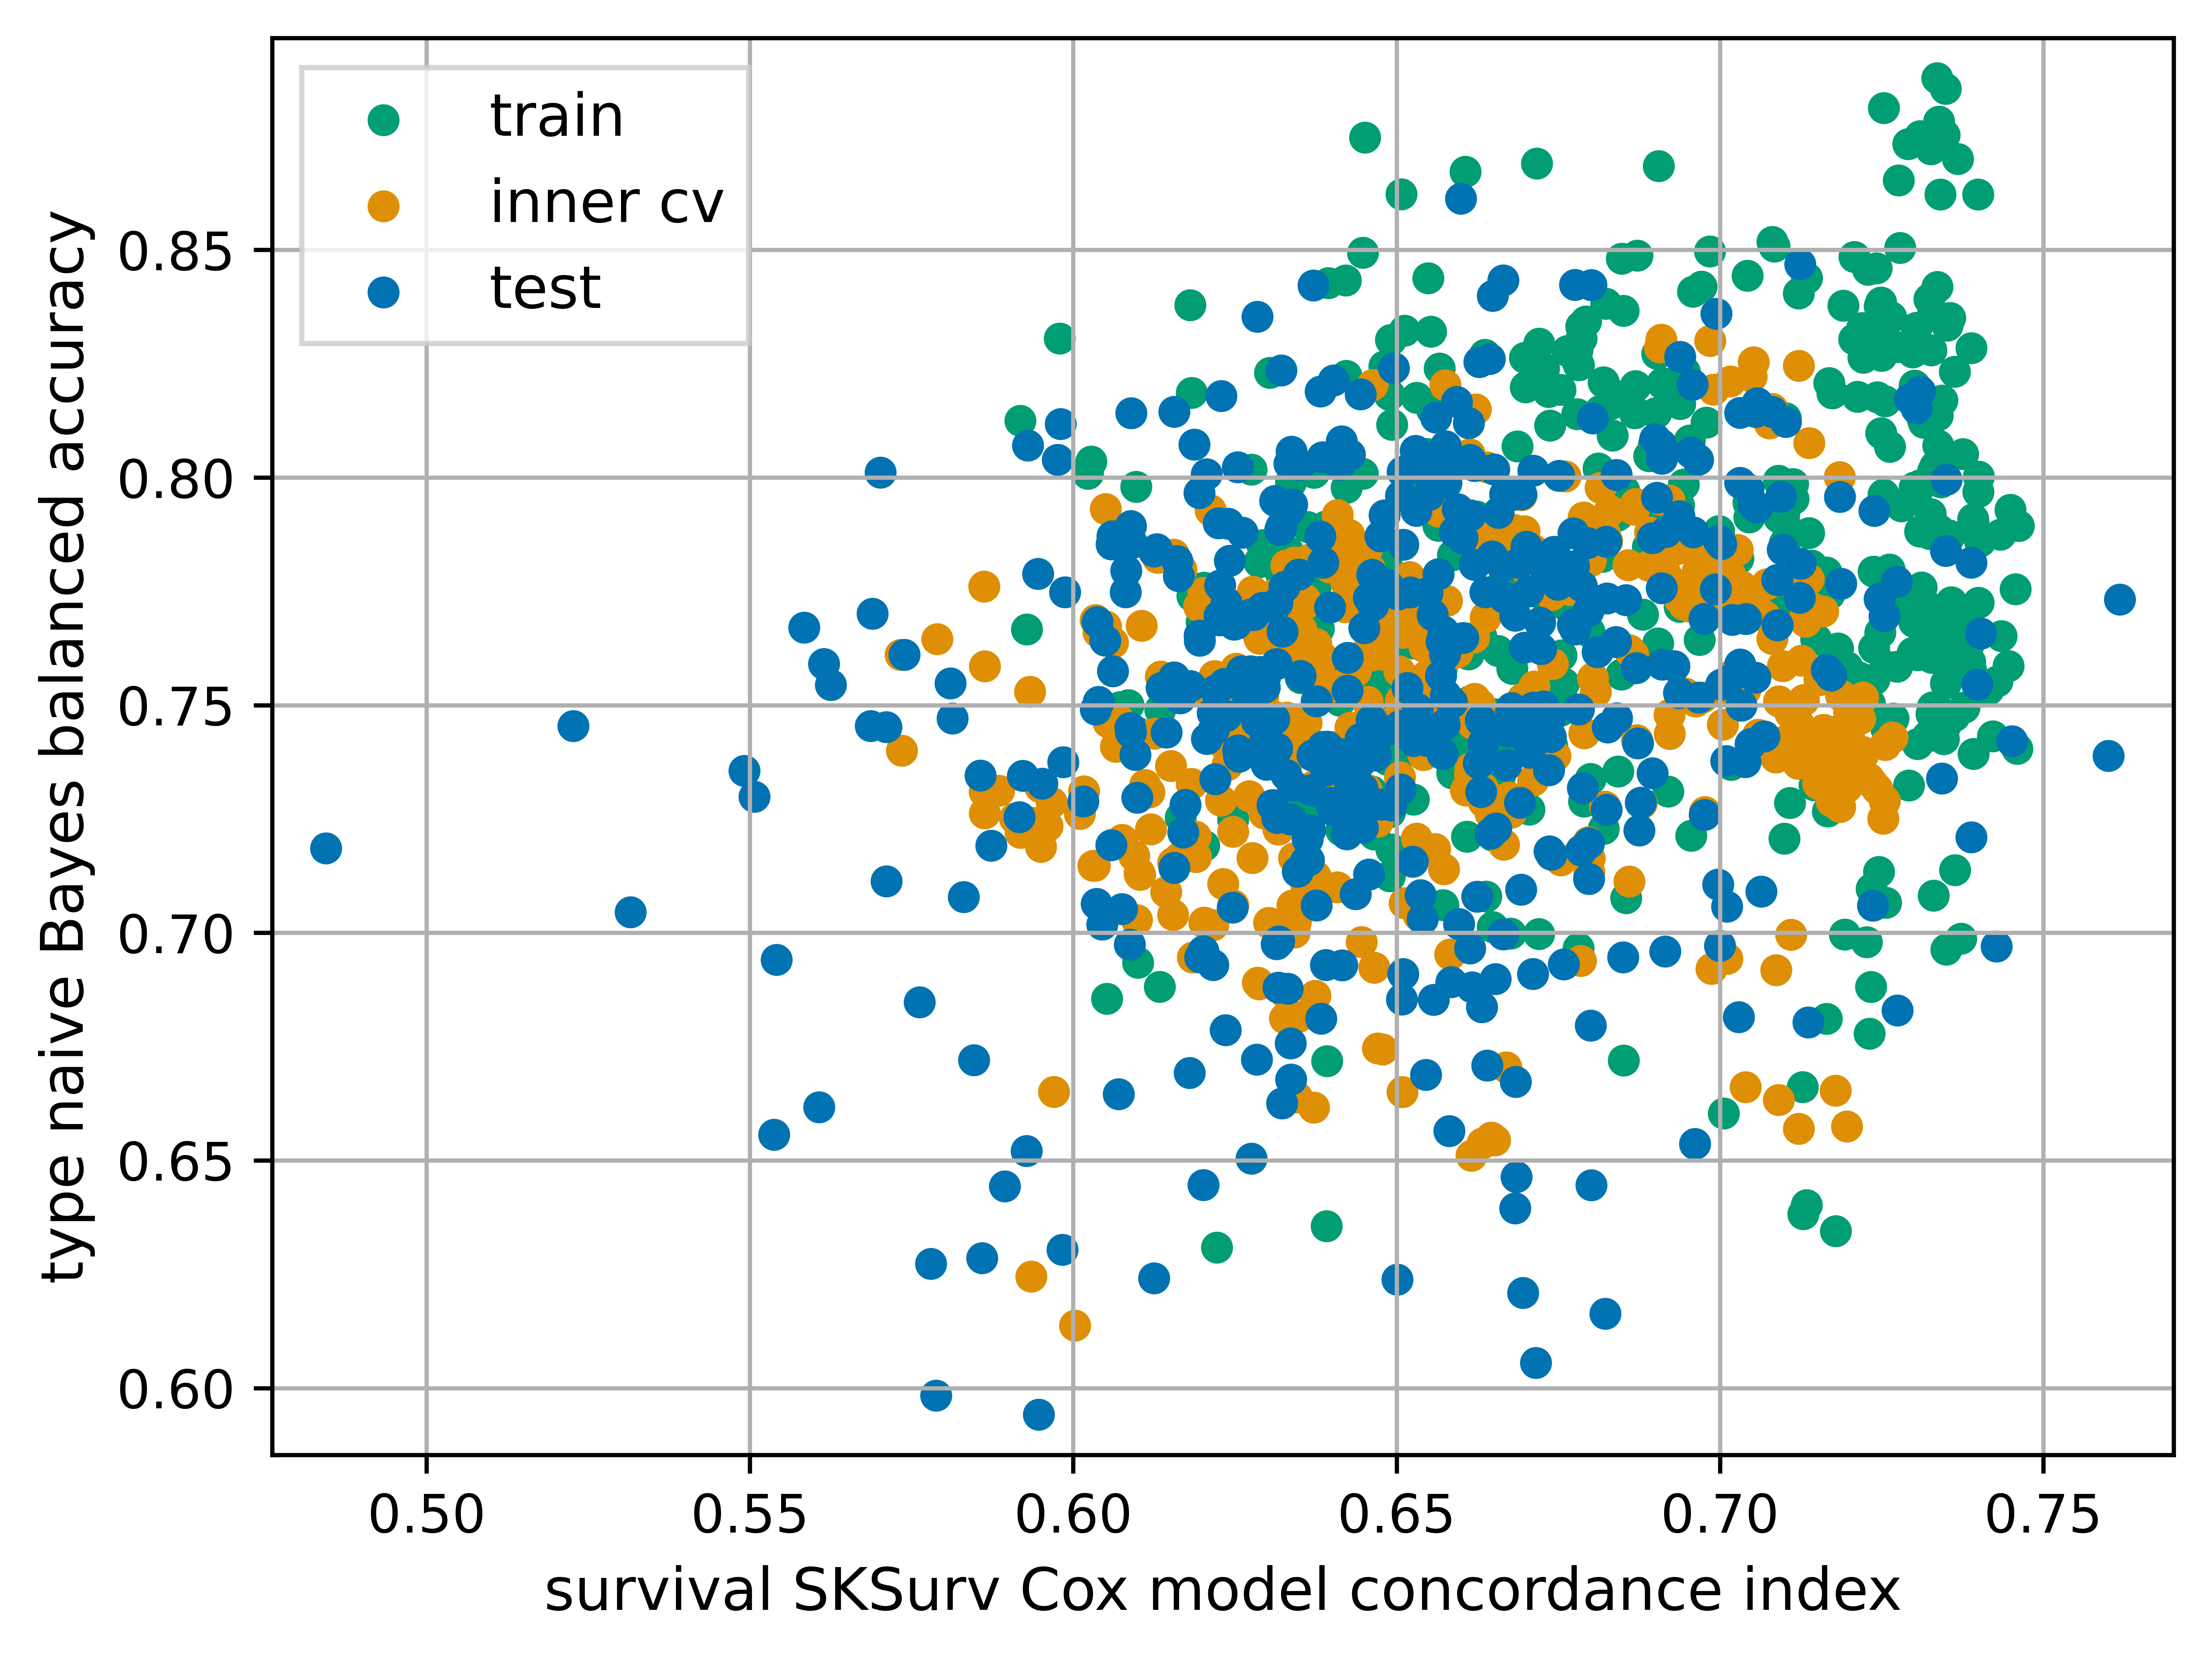 train
inner cv
test
type naive Bayes balanced accuracy
0.85
0.80
0.75
0.70
0.65
0.60
0.50 0.55 0.60 0.65 0.70 0.75
survival SKSurv Cox model concordance index